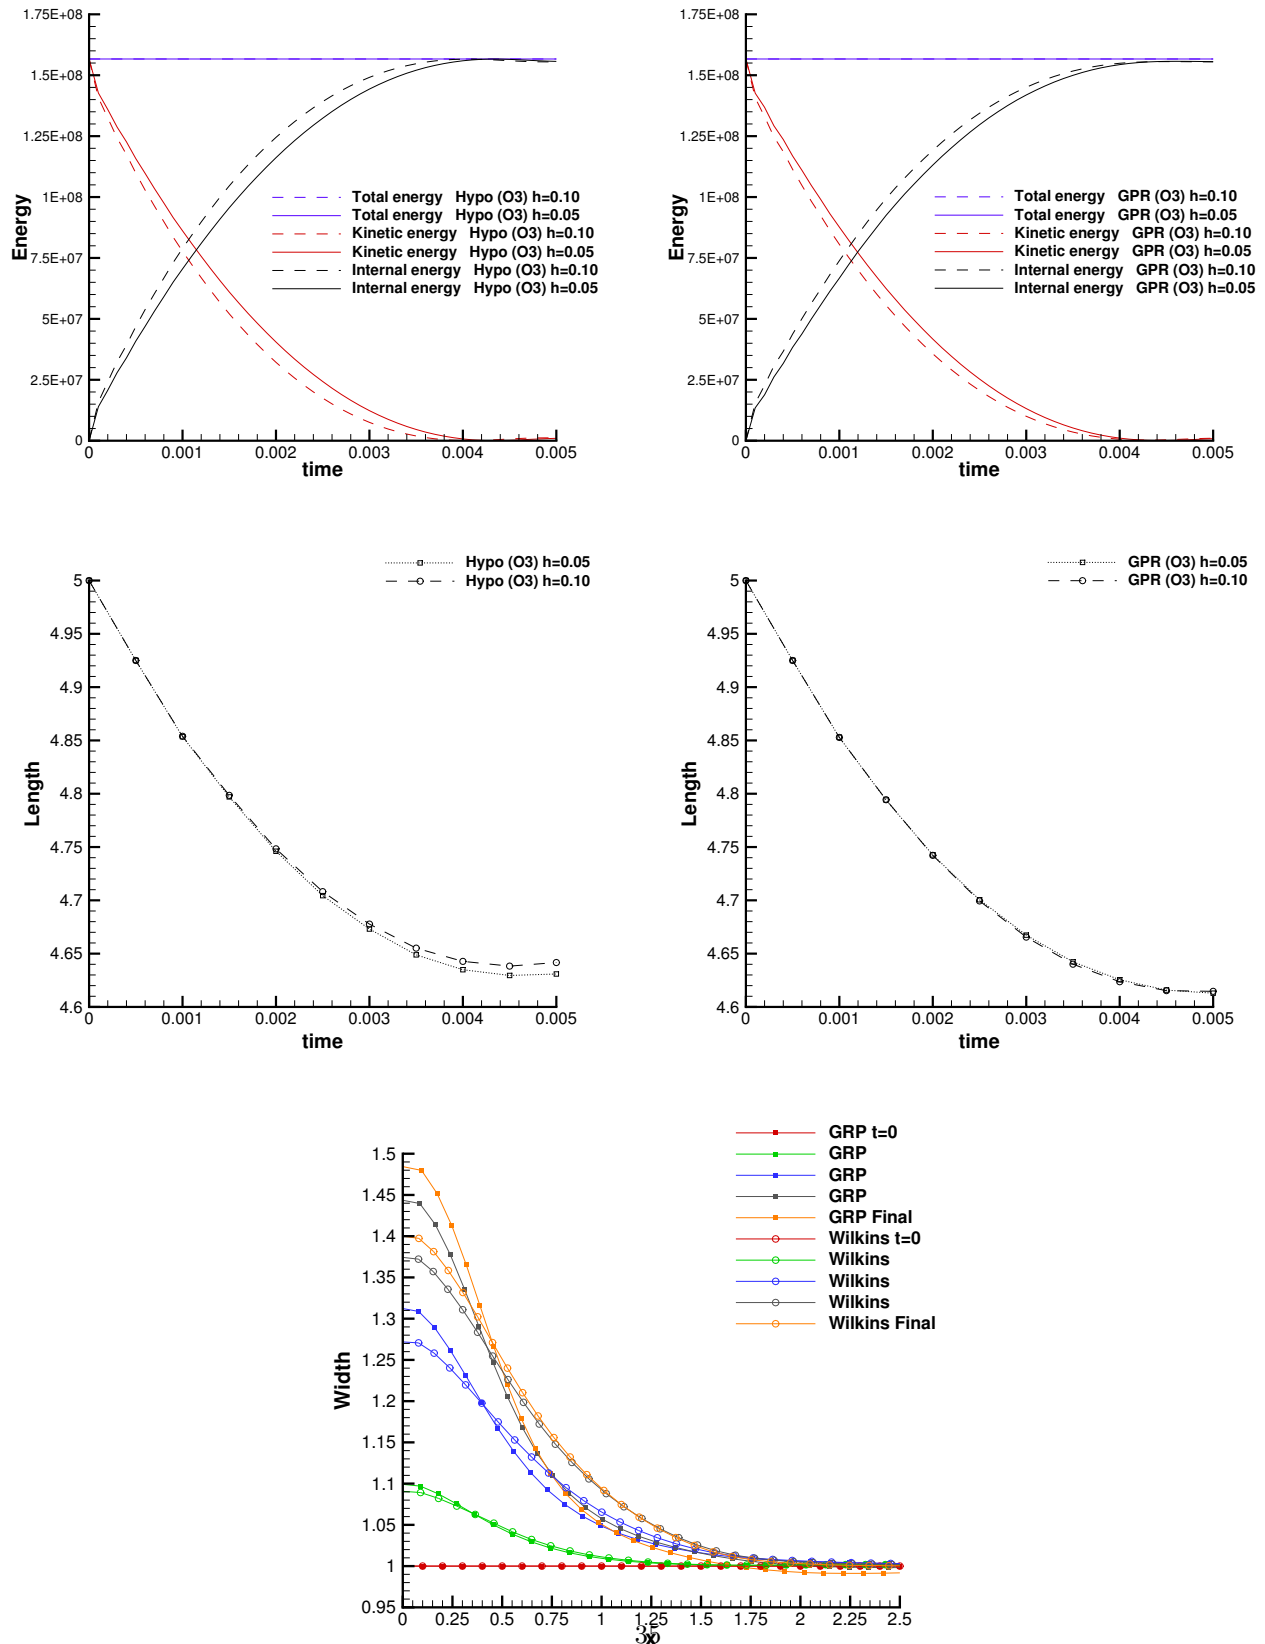 1.75E+08
1.5E+08
1.25E+08
1E+08
7.5E+07
5E+07
2.5E+07
0
Energy
0 0.001 0.002 0.003 0.004 0.005
time
Total energy Hypo (O3) h=0.10
Total energy Hypo (O3) h=0.05
Kinetic energy Hypo (O3) h=0.10
Kinetic energy Hypo (O3) h=0.05
Internal energy Hypo (O3) h=0.10
Internal energy Hypo (O3) h=0.05
1.75E+08
1.5E+08
1.25E+08
1E+08
7.5E+07
5E+07
2.5E+07
0
Energy
0 0.001 0.002 0.003 0.004 0.005
time
Total energy GPR (O3) h=0.10
Total energy GPR (O3) h=0.05
Kinetic energy GPR (O3) h=0.10
Kinetic energy GPR (O3) h=0.05
Internal energy GPR (O3) h=0.10
Internal energy GPR (O3) h=0.05
Hypo (O3) h=0.05
Hypo (O3) h=0.10
5
4.95
4.9
4.85
4.8
4.75
4.7
4.65
4.6
Length
0 0.001 0.002 0.003 0.004 0.005
time
GPR (O3) h=0.05
GPR (O3) h=0.10
5
4.95
4.9
4.85
4.8
4.75
4.7
4.65
4.6
Length
0 0.001 0.002 0.003 0.004 0.005
time
GRP t=0
GRP
GRP
GRP
GRP Final
Wilkins t=0
Wilkins
Wilkins
Wilkins
Wilkins Final
1.5
1.45
1.4
1.35
1.3
1.25
1.2
1.15
1.1
1.05
1
0.95
Width
0 0.25 0.5 0.75 1 1.25 1.5 1.75 2 2.25 2.5
x
35